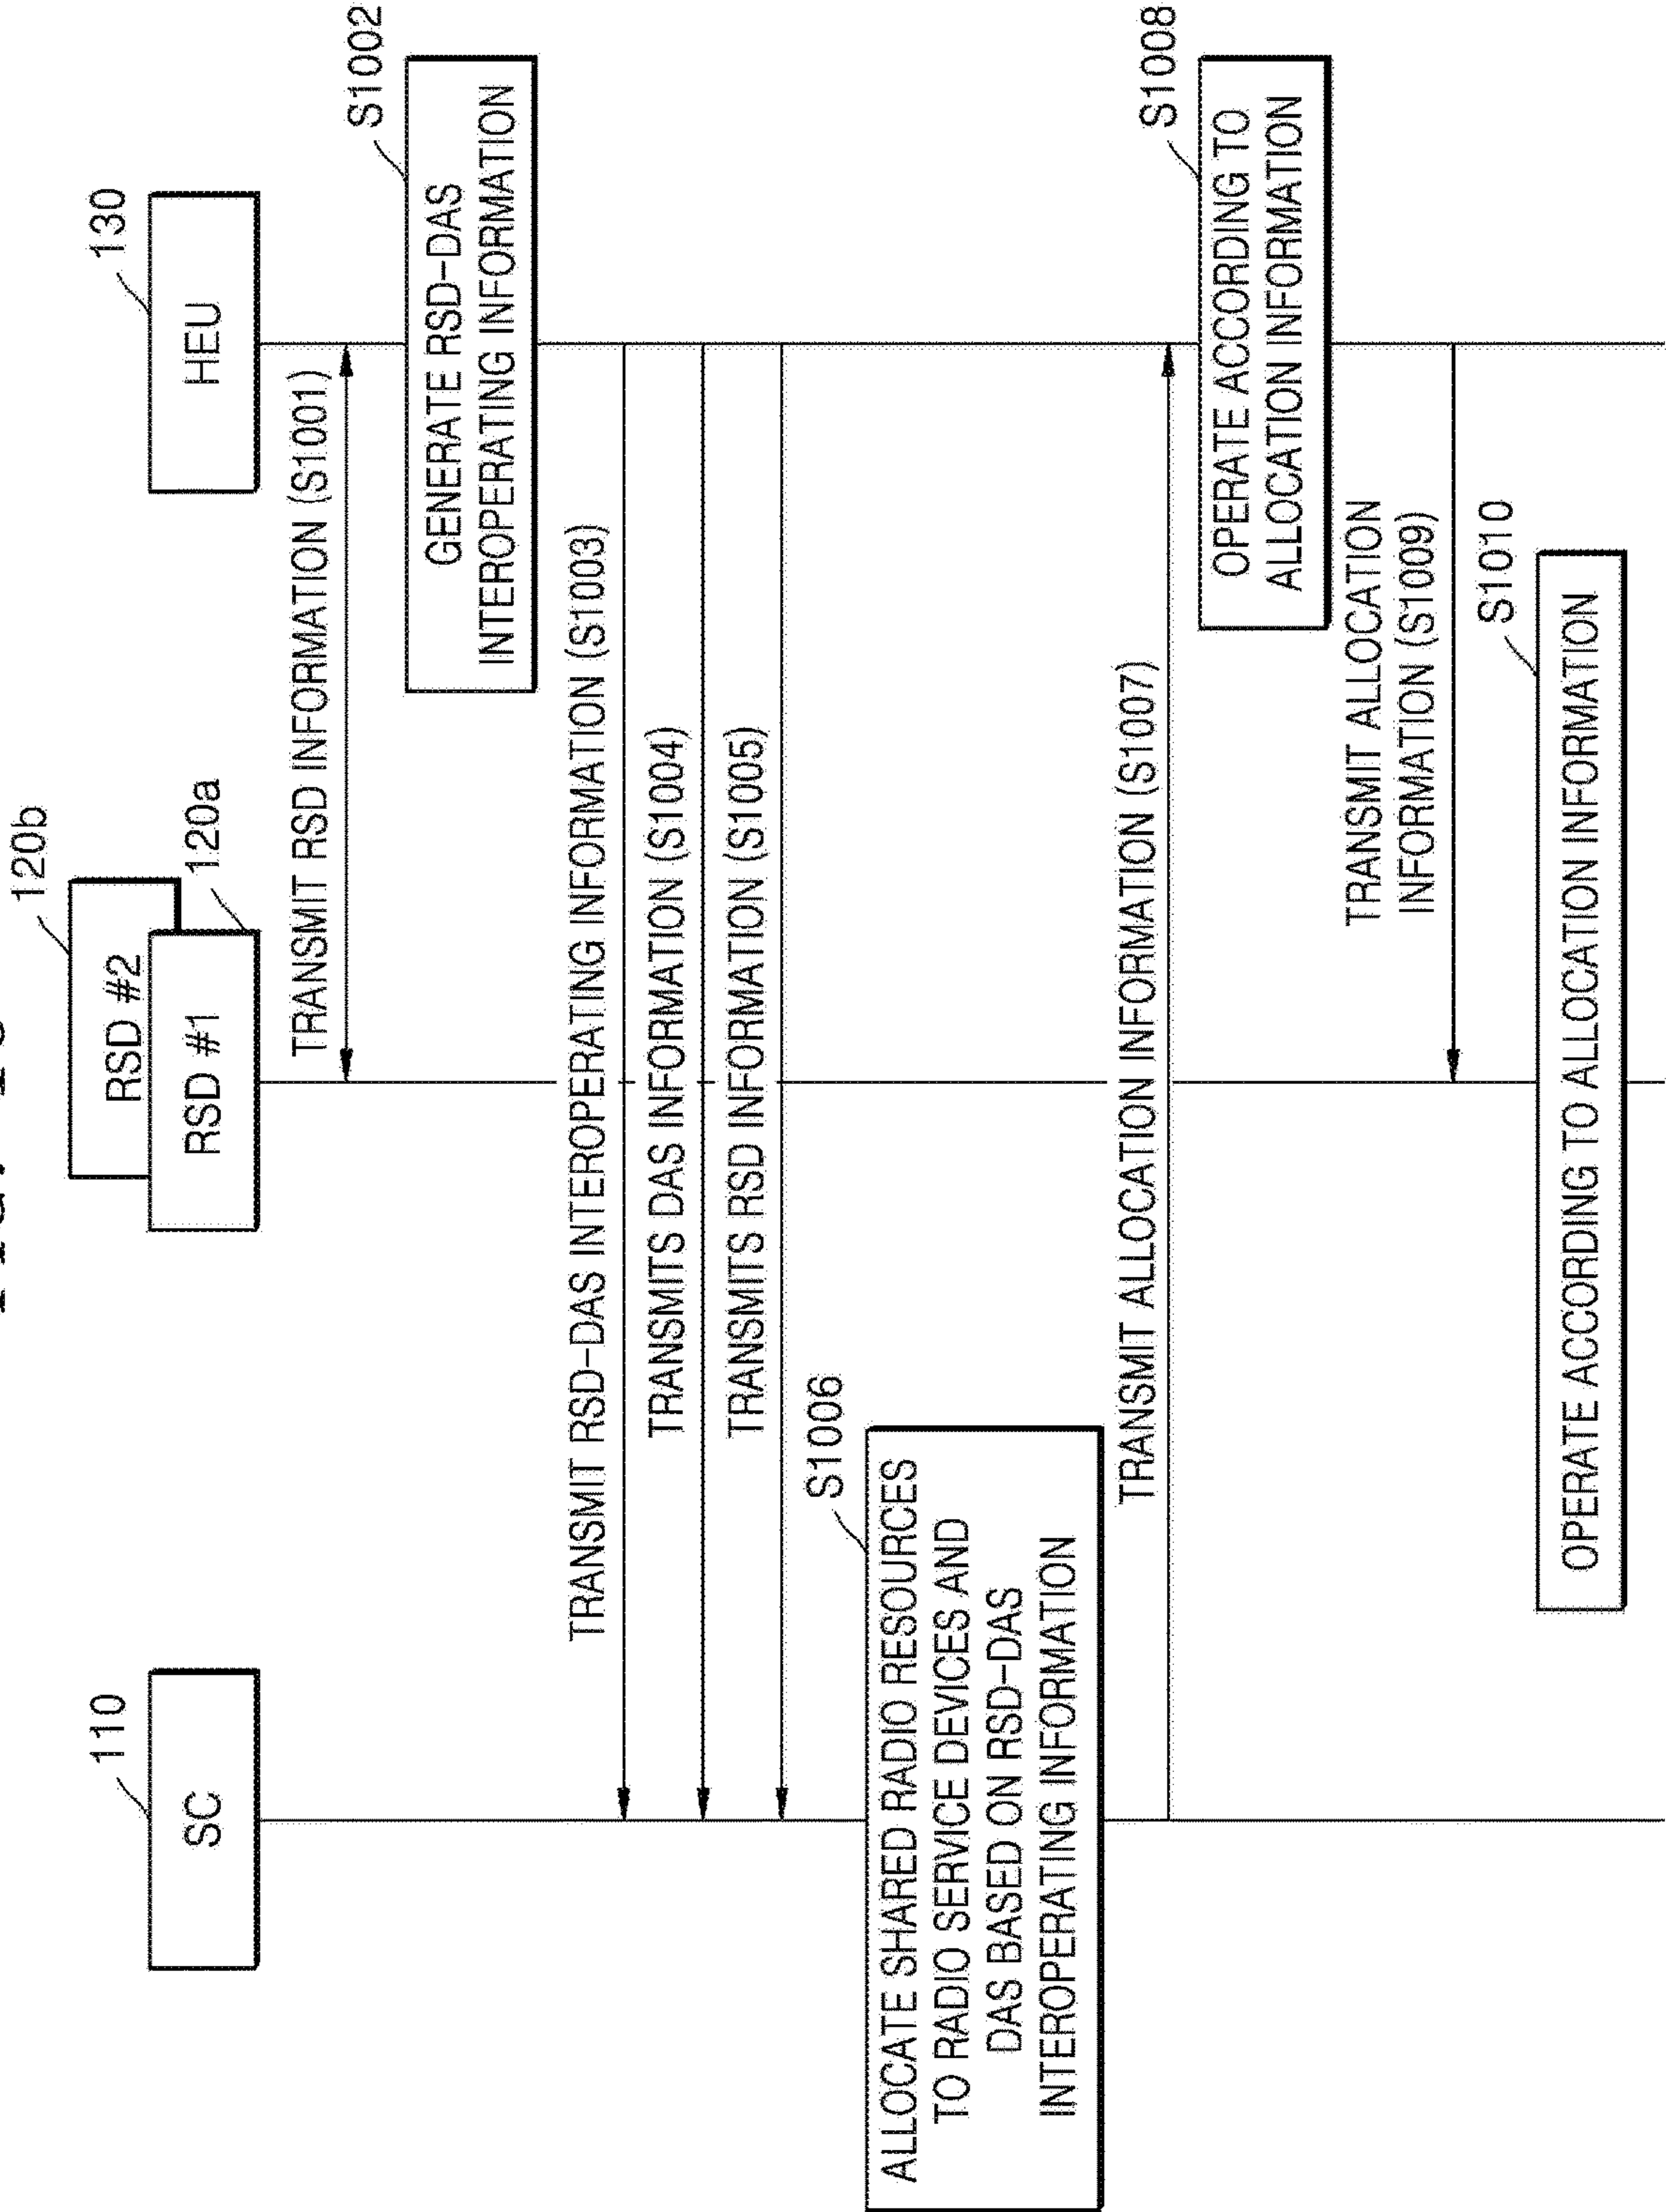 110
SC
120b
RSD #2
RSD #1
120a
130
HEU
TRANSMIT RSD INFORMATION (S1001)
S1002
GENERATE RSD-DAS
INTEROPERATING INFORMATION
TRANSMIT RSD-DAS INTEROPERATING INFORMATION (S1003)
TRANSMITS DAS INFORMATION (S1004)
TRANSMITS RSD INFORMATION (S1005)
S1006
ALLOCATE SHARED RADIO RESOURCES
TO RADIO SERVICE DEVICES AND
DAS BASED ON RSD-DAS
INTEROPERATING INFORMATION
TRANSMIT ALLOCATION INFORMATION (S1007)
S1008
OPERATE ACCORDING TO
ALLOCATION INFORMATION
TRANSMIT ALLOCATION
INFORMATION (S1009)
S1010
OPERATE ACCORDING TO ALLOCATION INFORMATION